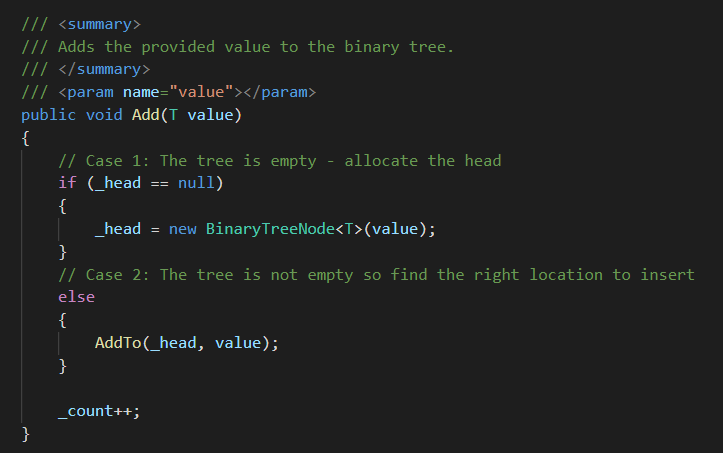 /// <summary>
/// Adds the provided value to the binary tree.
/// </summary>
/// <param name="value"></param>
public void Add(T value)
{
    // Case 1: The tree is empty - allocate the head
    if (_head == null)
    {
        _head = new BinaryTreeNode<T>(value);
    }
    // Case 2: The tree is not empty so find the right location to insert
    else
    {
        AddTo(_head, value);
    }

    _count++;
}